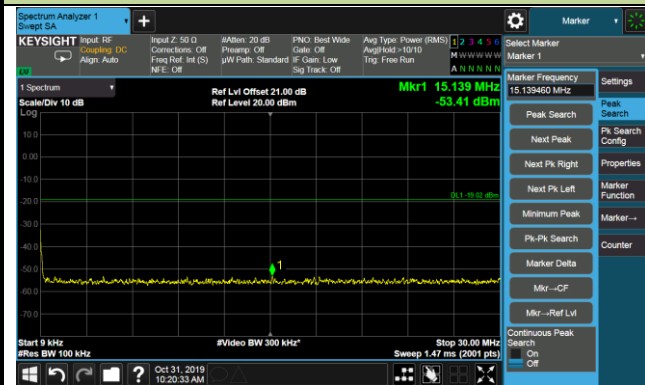 Spectrum Analyzer 1
Swept SA
+
Marker
KEYSIGHT
Input: RF
Coupling: DC
Align: Auto
Input Z: 50 Ω
Corrections: Off
Freq Ref: Int (S)
NFE: Off
#Atten: 20 dB
Preamp: Off
µW Path: Standard
PNO: Best Wide
Gate: Off
IF Gain: Low
Sig Track: Off
Avg Type: Power (RMS)
Avg|Hold:>10/10
Trig: Free Run
1 2 3 4 5 6
M W W W W W
A N N N N N
Select Marker
Marker 1
1 Spectrum
Scale/Div 10 dB
Log
Ref Lvl Offset 21.00 dB
Ref Level 20.00 dBm
Mkr1 15.139 MHz
-53.41 dBm
10.0
0.00
-10.0
-20.0
-30.0
-40.0
-50.0
-60.0
-70.0
DL1 -19.02 dBm
1
Start 9 kHz
#Res BW 100 kHz
#Video BW 300 kHz*
Stop 30.00 MHz
Sweep 1.47 ms (2001 pts)
Marker Frequency
15.139460 MHz
Peak Search
Next Peak
Next Pk Right
Next Pk Left
Minimum Peak
Pk-Pk Search
Marker Delta
Mkr→CF
Mkr→Ref Lvl
Continuous Peak
Search
On
Off
Settings
Peak
Search
Pk Search
Config
Properties
Marker
Function
Marker→
Counter
?
Oct 31, 2019
10:20:33 AM